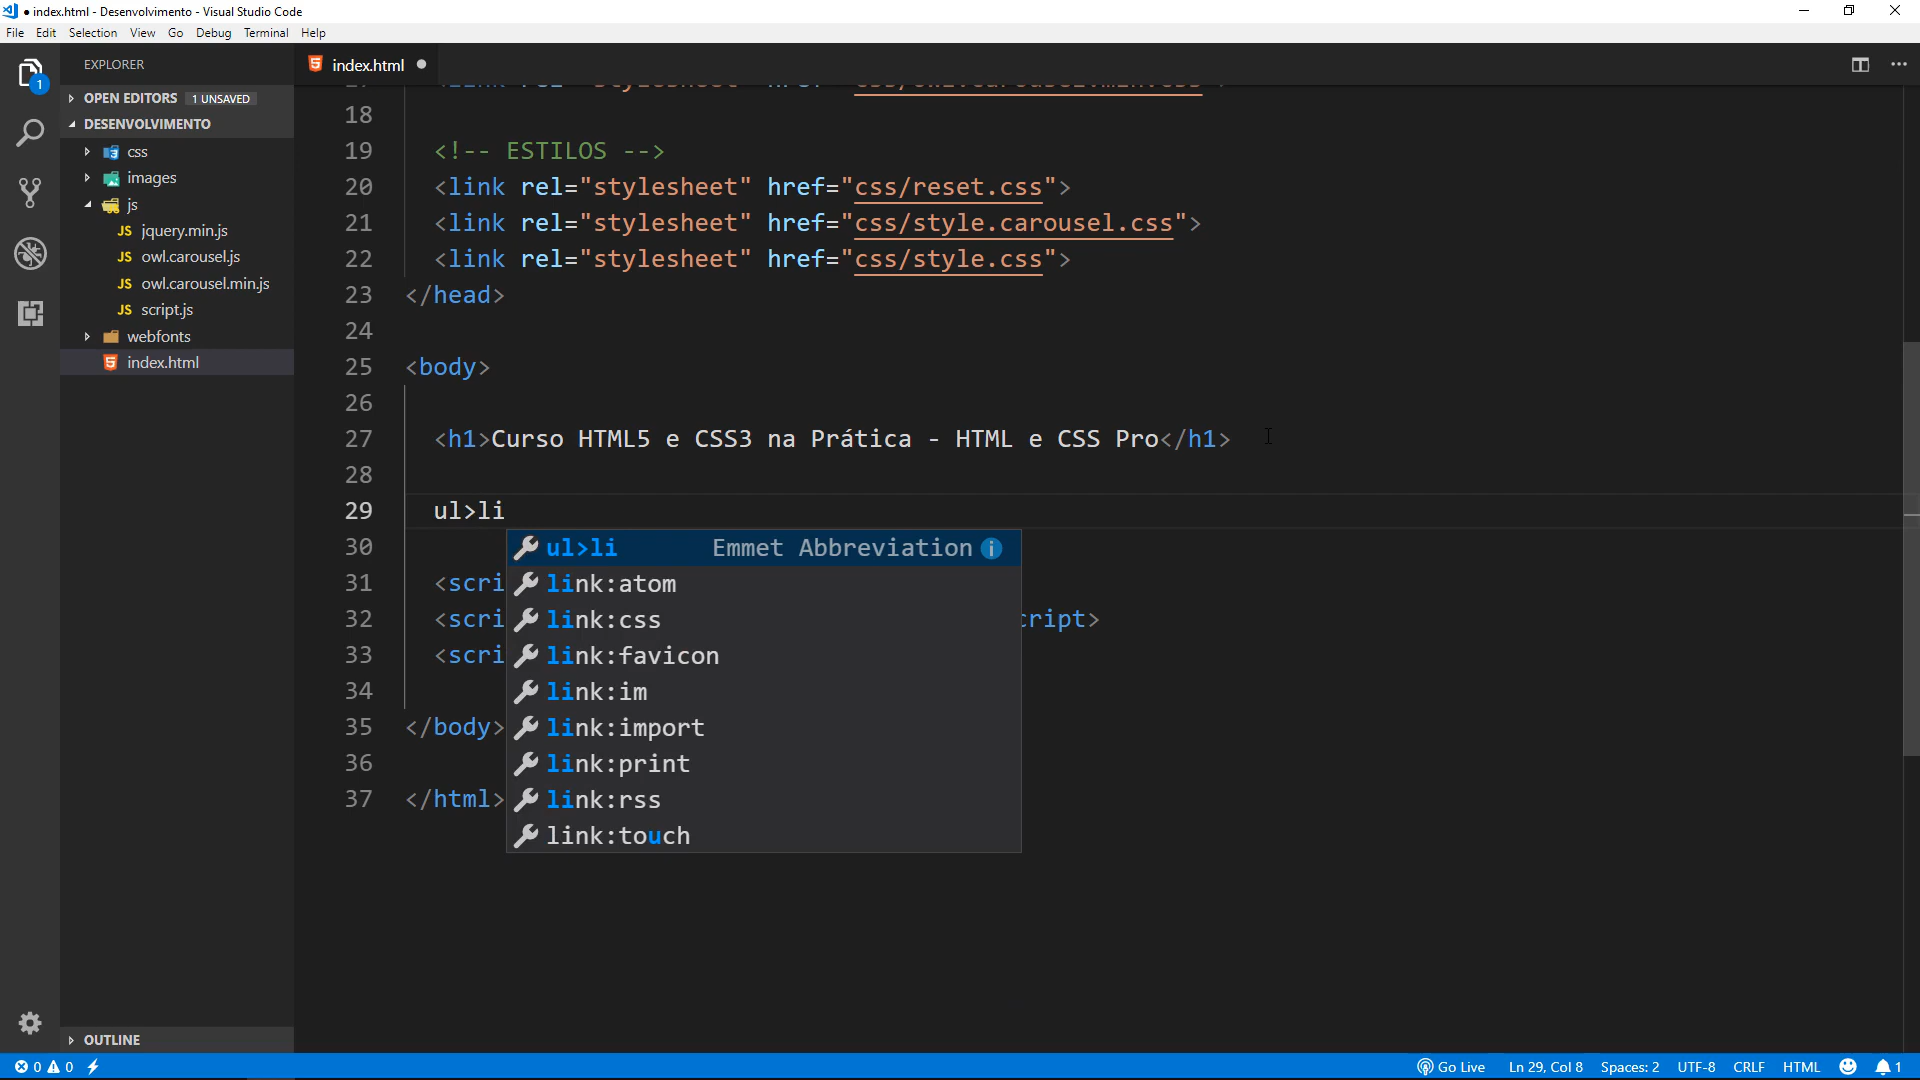 index.html - Desenvolvimento - Visual Studio Code
File Edit Selection View Go Debug Terminal Help
1
EXPLORER
OPEN EDITORS 1 UNSAVED
DESENVOLVIMENTO
css
images
js
JS jquery.min.js
JS owl.carousel.js
JS owl.carousel.min.js
JS script.js
webfonts
index.html
OUTLINE
index.html
18
19 <!-- ESTILOS -->
20 <link rel="stylesheet" href="css/reset.css">
21 <link rel="stylesheet" href="css/style.carousel.css">
22 <link rel="stylesheet" href="css/style.css">
23 </head>
24
25 <body>
26
27 <h1>Curso HTML5 e CSS3 na Prática - HTML e CSS Pro</h1>
28
29 ul>li
30 ul>li Emmet Abbreviation
31 <scri link:atom
32 <scri link:css cript>
33 <scri link:favicon
34 link:im
35 </body> link:import
36 link:print
37 </html> link:rss
link:touch
0 0 Go Live Ln 29, Col 8 Spaces: 2 UTF-8 CRLF HTML 1